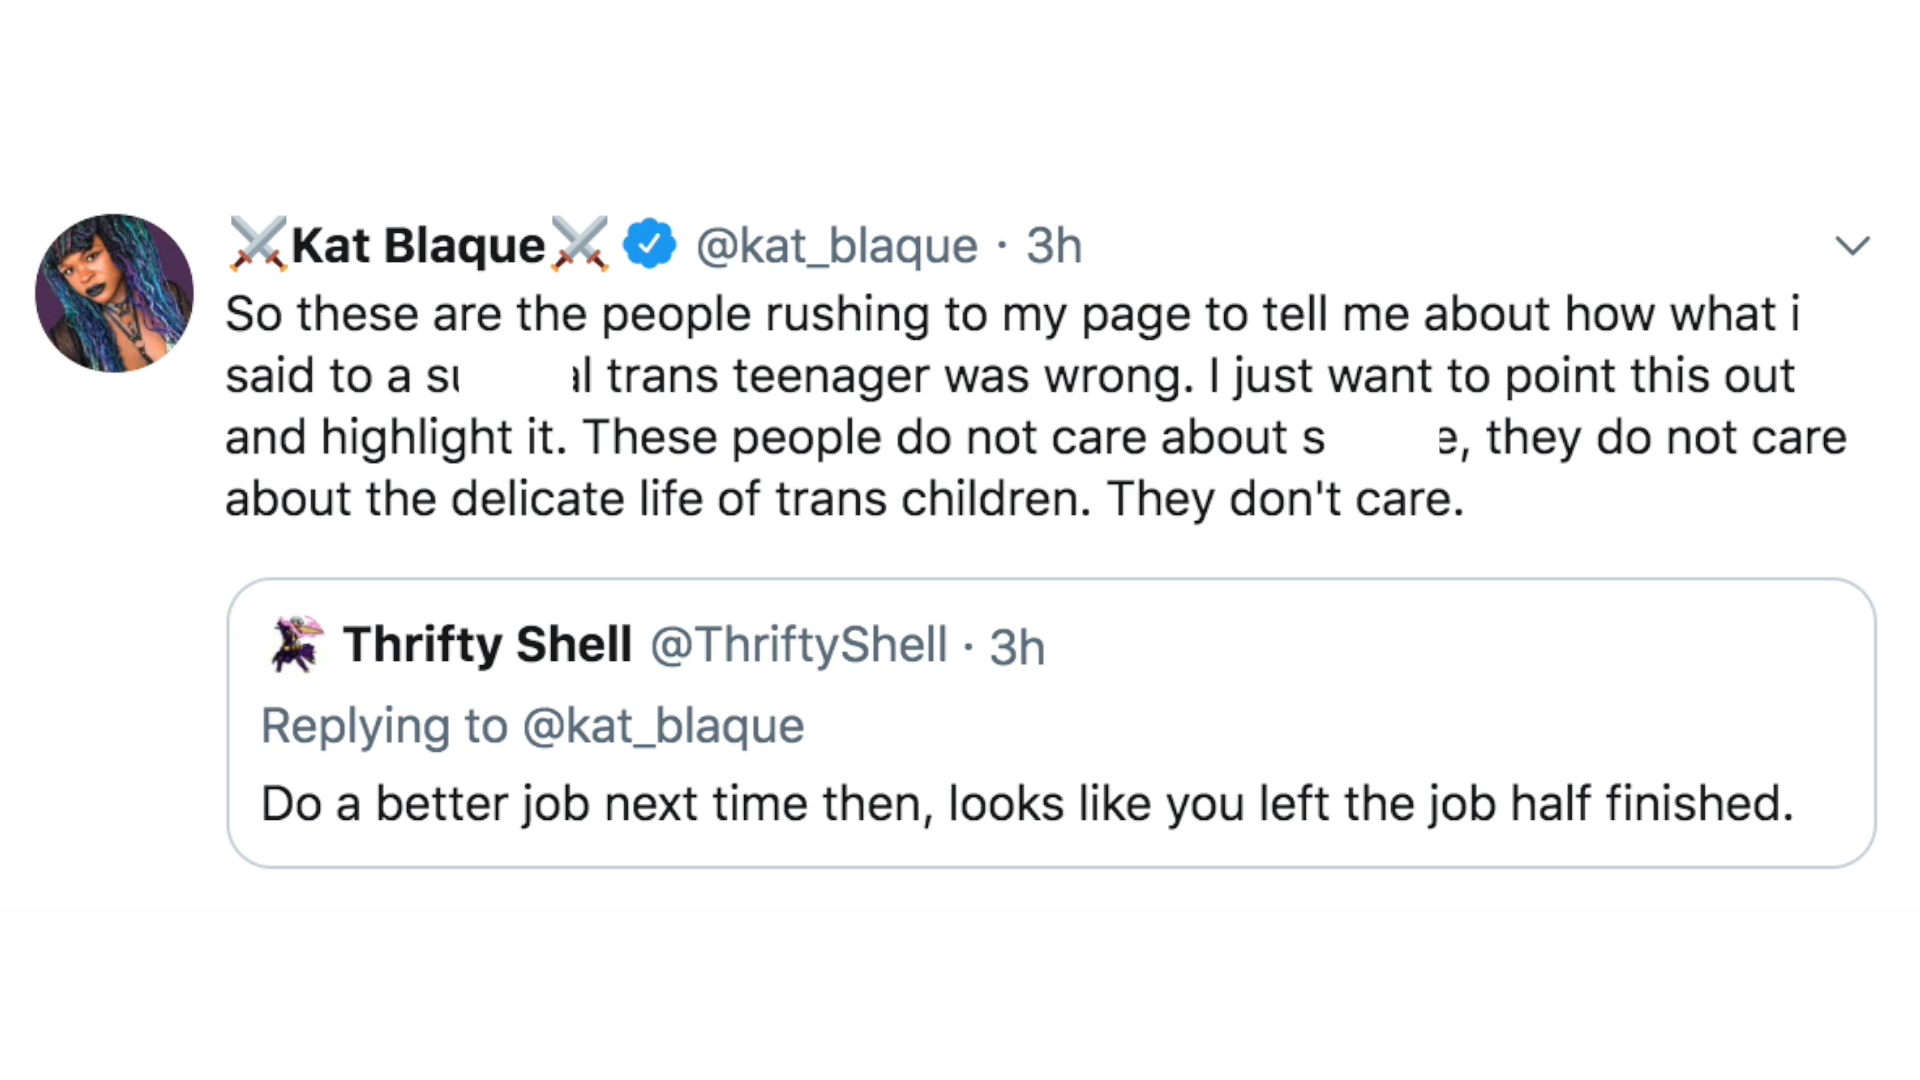 ⚔️Kat Blaque⚔️ @kat_blaque · 3h
So these are the people rushing to my page to tell me about how what i
said to a trans teenager was wrong. I just want to point this out
and highlight it. These people do not care about they do not care
about the delicate life of trans children. They don't care.
Thrifty Shell @ThriftyShell · 3h
Replying to @kat_blaque
Do a better job next time then, looks like you left the job half finished.